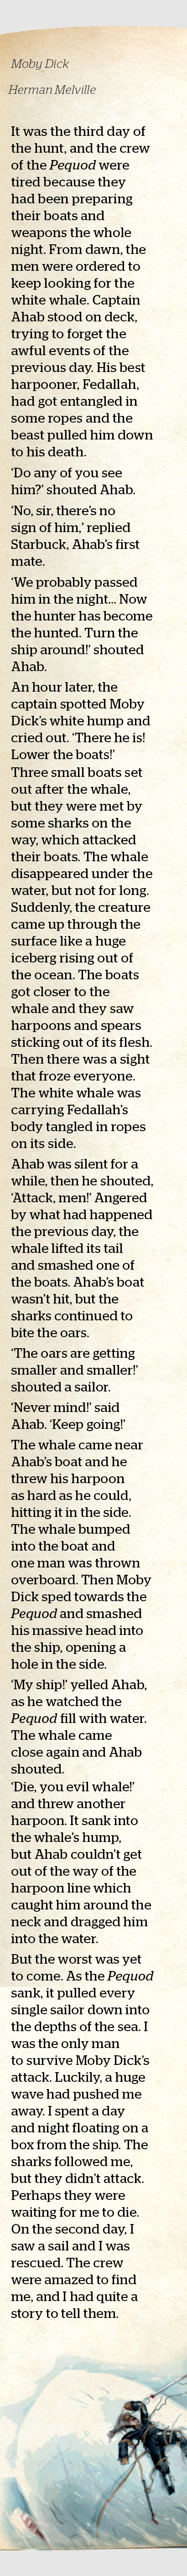 Moby Dick
Herman Melville
It was the third day of
the hunt, and the crew
of the Pequod were
tired because they
had been preparing
their boats and
weapons the whole
night. From dawn, the
men were ordered to
keep looking for the
white whale. Captain
Ahab stood on deck,
trying to forget the
awful events of the
previous day. His best
harpooner, Fedallah,
had got entangled in
some ropes and the
beast pulled him down
to his death.
‘Do any of you see
him?’ shouted Ahab.
‘No, sir, there’s no
sign of him,’ replied
Starbuck, Ahab’s first
mate.
‘We probably passed
him in the night... Now
the hunter has become
the hunted. Turn the
ship around!’ shouted
Ahab.
An hour later, the
captain spotted Moby
Dick’s white hump and
cried out. ‘There he is!
Lower the boats!’
Three small boats set
out after the whale,
but they were met by
some sharks on the
way, which attacked
their boats. The whale
disappeared under the
water, but not for long.
Suddenly, the creature
came up through the
surface like a huge
iceberg rising out of
the ocean. The boats
got closer to the
whale and they saw
harpoons and spears
sticking out of its flesh.
Then there was a sight
that froze everyone.
The white whale was
carrying Fedallah’s
body tangled in ropes
on its side.
Ahab was silent for a
while, then he shouted,
‘Attack, men!’ Angered
by what had happened
the previous day, the
whale lifted its tail
and smashed one of
the boats. Ahab’s boat
wasn’t hit, but the
sharks continued to
bite the oars.
‘The oars are getting
smaller and smaller!’
shouted a sailor.
‘Never mind!’ said
Ahab. ‘Keep going!’
The whale came near
Ahab’s boat and he
threw his harpoon
as hard as he could,
hitting it in the side.
The whale bumped
into the boat and
one man was thrown
overboard. Then Moby
Dick sped towards the
Pequod and smashed
his massive head into
the ship, opening a
hole in the side.
‘My ship!’ yelled Ahab,
as he watched the
Pequod fill with water.
The whale came
close again and Ahab
shouted.
‘Die, you evil whale!’
and threw another
harpoon. It sank into
the whale’s hump,
but Ahab couldn’t get
out of the way of the
harpoon line which
caught him around the
neck and dragged him
into the water.
But the worst was yet
to come. As the Pequod
sank, it pulled every
single sailor down into
the depths of the sea. I
was the only man
to survive Moby Dick’s
attack. Luckily, a huge
wave had pushed me
away. I spent a day
and night floating on a
box from the ship. The
sharks followed me,
but they didn’t attack.
Perhaps they were
waiting for me to die.
On the second day, I
saw a sail and I was
rescued. The crew
were amazed to find
me, and I had quite a
story to tell them.